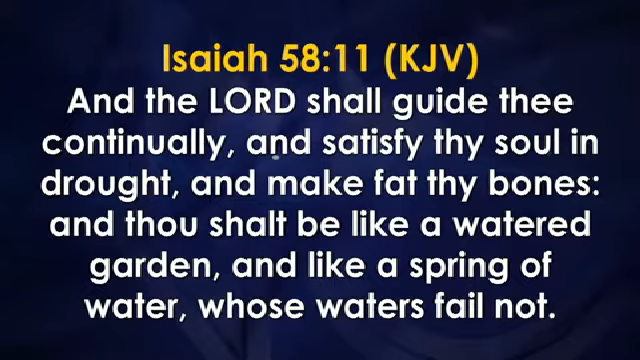 Isaiah 58:11 (KJV)
And the LORD shall guide thee
continually, and satisfy thy soul in
drought, and make fat thy bones:
and thou shalt be like a watered
garden, and like a spring of
water, whose waters fail not.